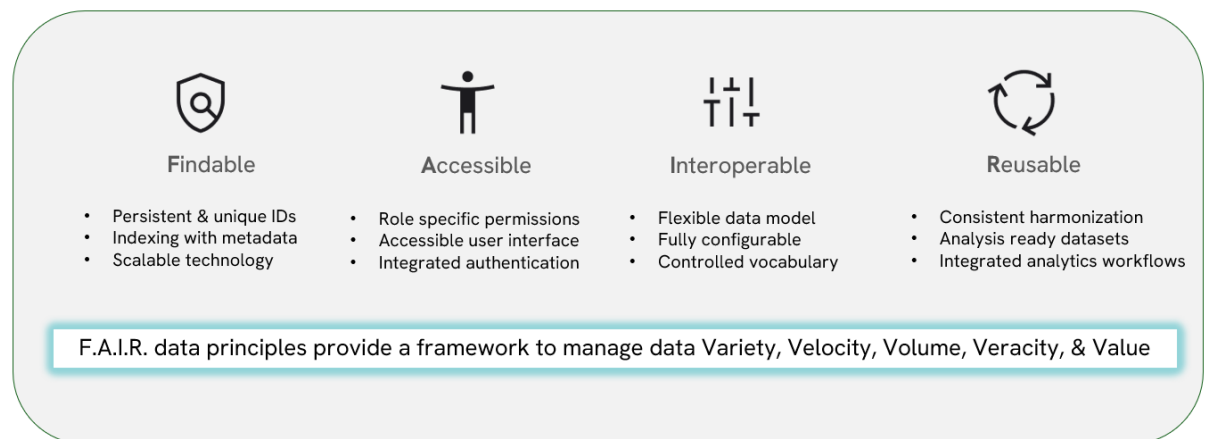 Findable
Persistent & unique IDs
Indexing with metadata
Scalable technology
Accessible
Role specific permissions
Accessible user interface
Integrated authentication
Interoperable
Flexible data model
Fully configurable
Controlled vocabulary
Reusable
Consistent harmonization
Analysis ready datasets
Integrated analytics workflows
F.A.I.R. data principles provide a framework to manage data Variety, Velocity, Volume, Veracity, & Value